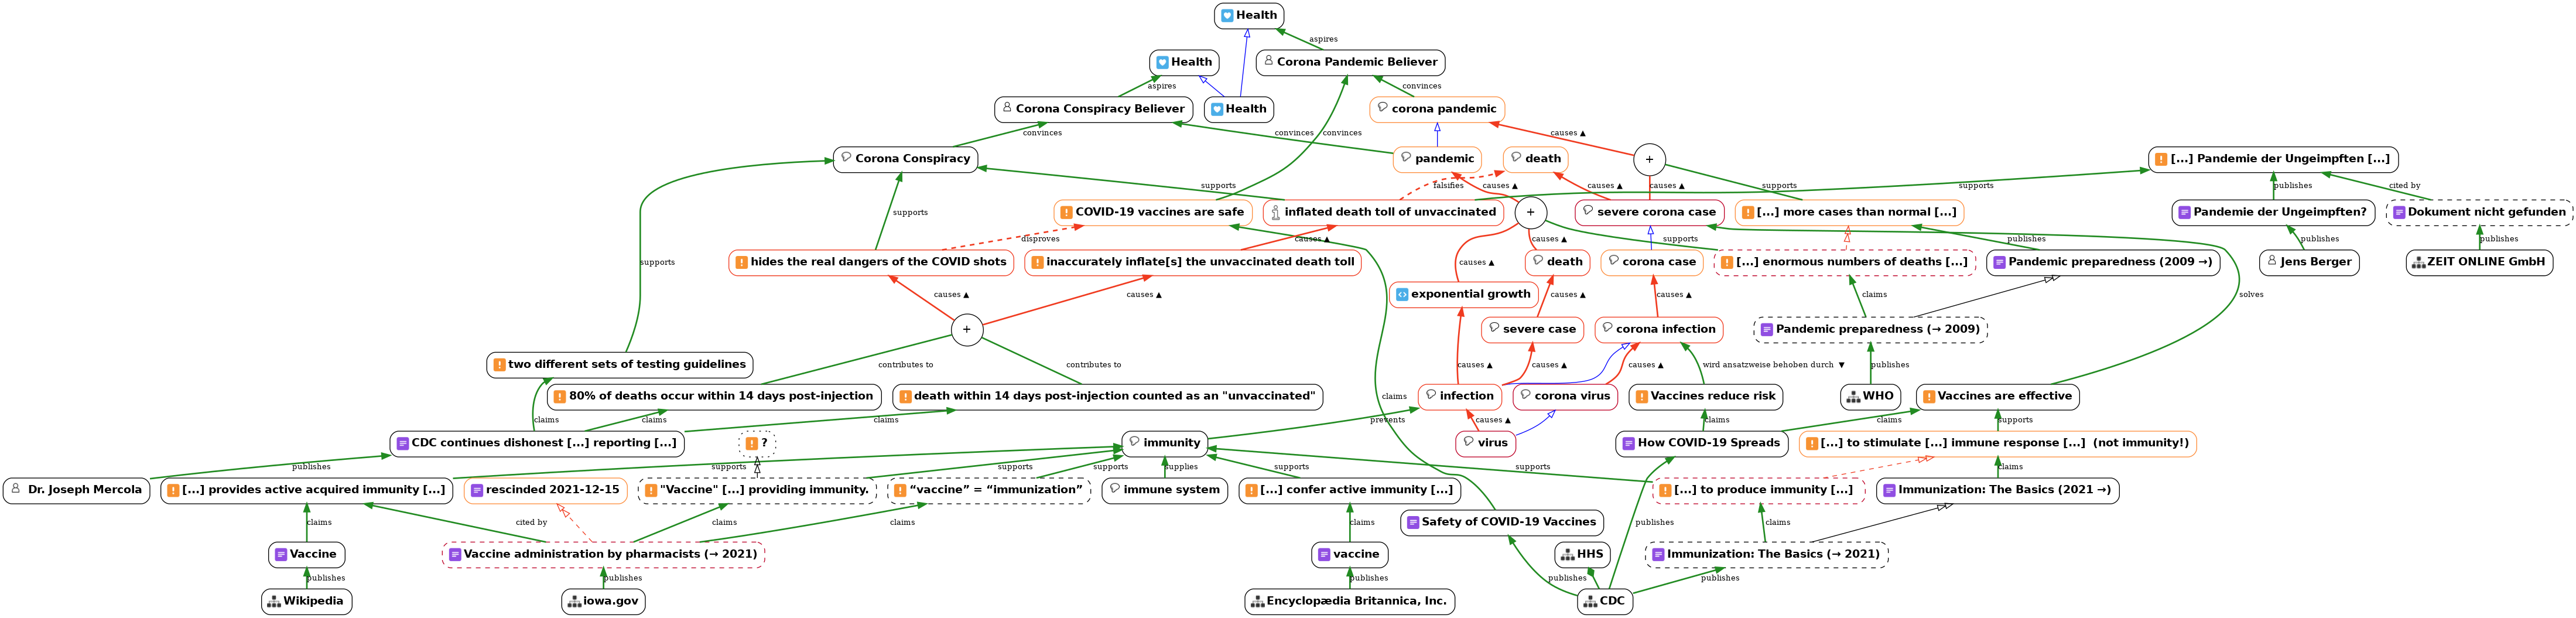 Health
aspires
Health
Corona Pandemic Believer
aspires
convinces
Corona Conspiracy Believer
Health
corona pandemic
convinces
convinces
convinces
causes ▲
Corona Conspiracy
pandemic
death
+
[...] Pandemie der Ungeimpften [...]
supports
falsifies
causes ▲
causes ▲
causes ▲
supports
supports
publishes
cited by
supports
COVID-19 vaccines are safe
inflated death toll of unvaccinated
+
severe corona case
[...] more cases than normal [...]
Pandemie der Ungeimpften?
Dokument nicht gefunden
disproves
causes ▲
causes ▲
supports
publishes
publishes
publishes
supports
hides the real dangers of the COVID shots
inaccurately inflate[s] the unvaccinated death toll
causes ▲
death
corona case
[...] enormous numbers of deaths [...]
Pandemic preparedness (2009 →)
Jens Berger
ZEIT ONLINE GmbH
causes ▲
causes ▲
exponential growth
causes ▲
causes ▲
claims
solves
+
severe case
corona infection
Pandemic preparedness (→ 2009)
two different sets of testing guidelines
contributes to
contributes to
causes ▲
causes ▲
causes ▲
wird ansatzweise behoben durch ▼
publishes
80% of deaths occur within 14 days post-injection
death within 14 days post-injection counted as an "unvaccinated"
claims
infection
corona virus
Vaccines reduce risk
WHO
Vaccines are effective
claims
claims
claims
prevents
causes ▲
claims
claims
supports
CDC continues dishonest [...] reporting [...]
?
immunity
virus
How COVID-19 Spreads
[...] to stimulate [...] immune response [...] (not immunity!)
publishes
supports
supports
supports
supplies
supports
supports
claims
Dr. Joseph Mercola
[...] provides active acquired immunity [...]
rescinded 2021-12-15
"Vaccine" [...] providing immunity.
“vaccine” = “immunization”
immune system
[...] confer active immunity [...]
[...] to produce immunity [...]
Immunization: The Basics (2021 →)
claims
cited by
claims
claims
claims
Safety of COVID-19 Vaccines
publishes
claims
Vaccine
Vaccine administration by pharmacists (→ 2021)
vaccine
HHS
Immunization: The Basics (→ 2021)
publishes
publishes
publishes
publishes
publishes
Wikipedia
iowa.gov
Encyclopædia Britannica, Inc.
CDC